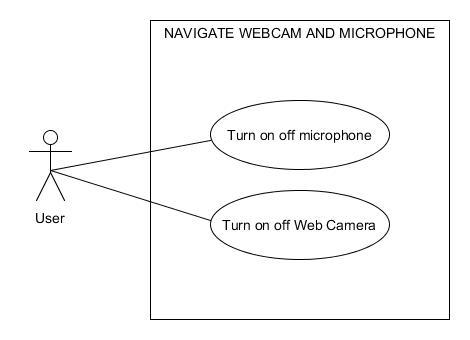 NAVIGATE WEBCAM AND MICROPHONE
Turn on off microphone
User
Turn on off Web Camera